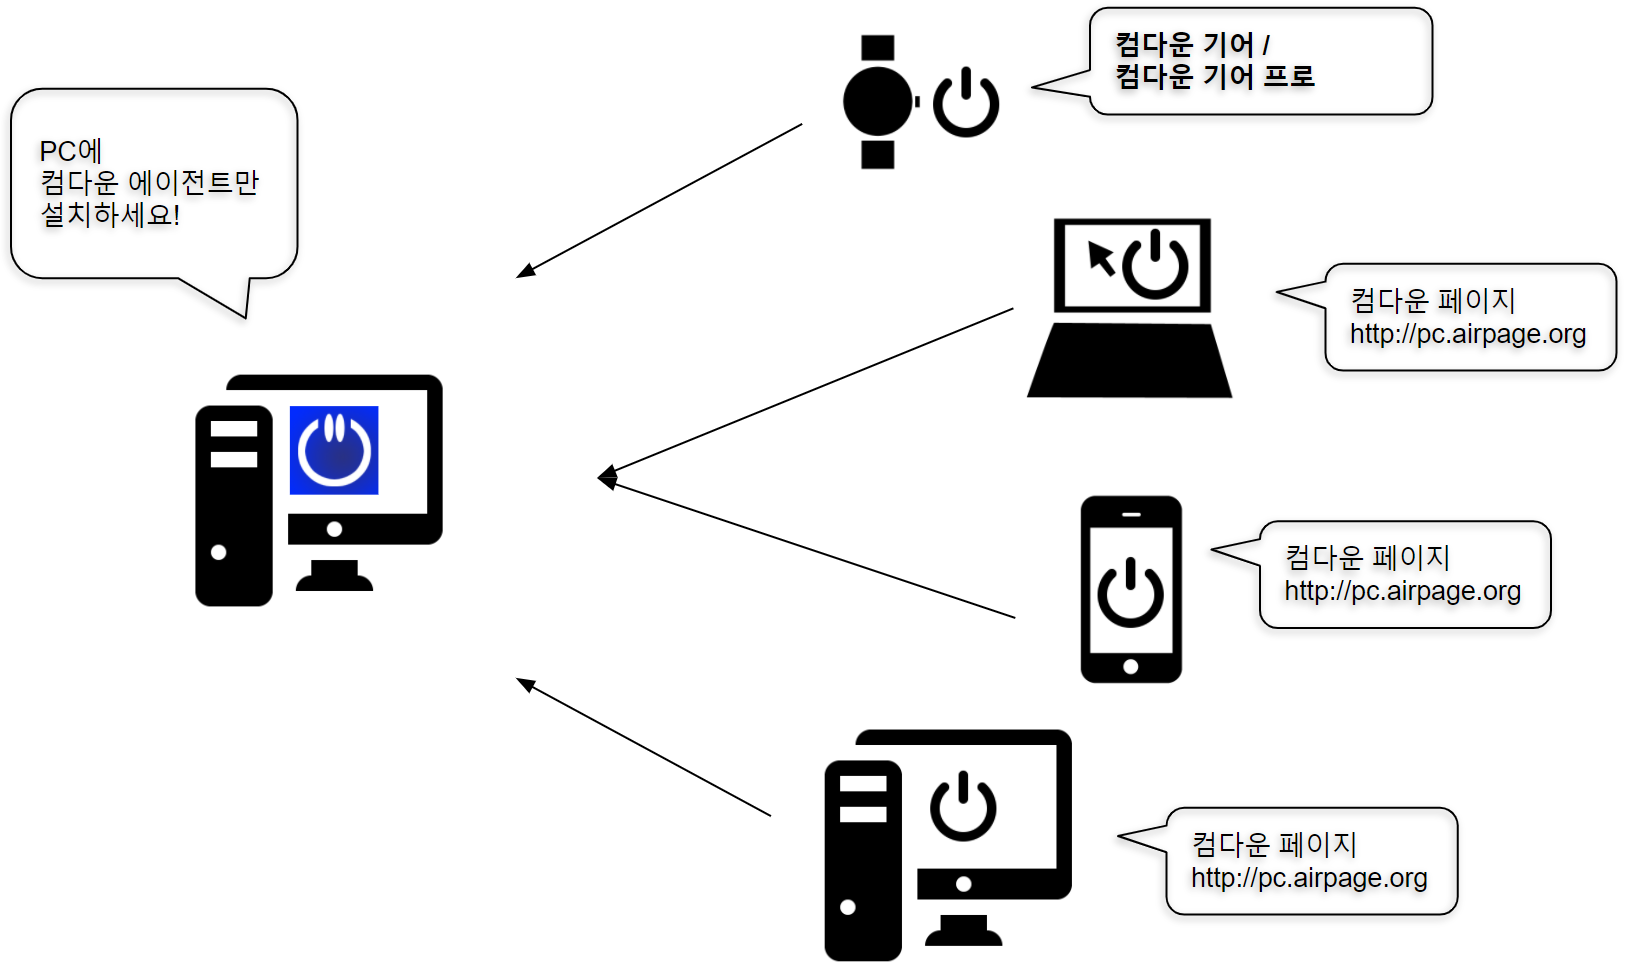 컴다운 기어 /
컴다운 기어 프로
PC에
컴다운 에이전트만
설치하세요!
컴다운 페이지
http://pc.airpage.org
컴다운 페이지
http://pc.airpage.org
컴다운 페이지
http://pc.airpage.org